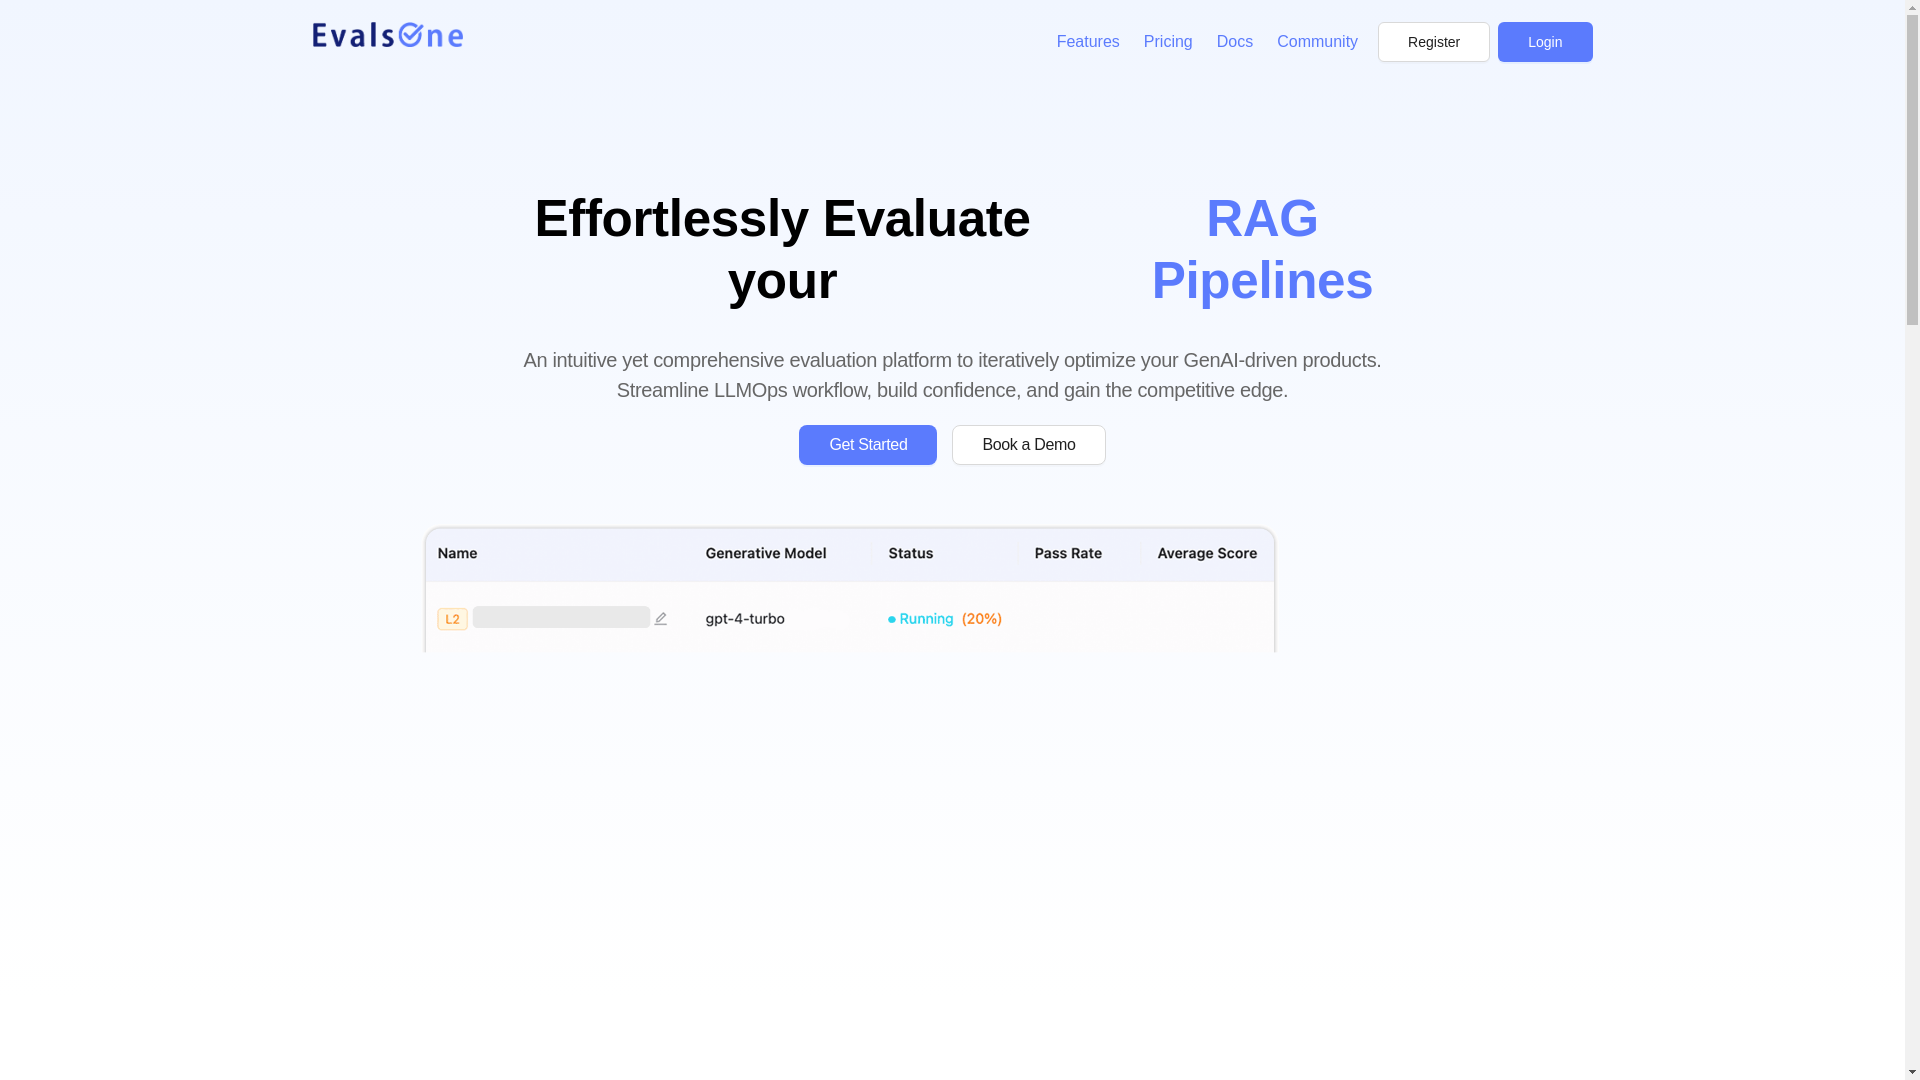 EvalsOne
Features Pricing Docs Community Register Login
Effortlessly Evaluate your
RAG Pipelines
An intuitive yet comprehensive evaluation platform to iteratively optimize your GenAI-driven products.
Streamline LLMOps workflow, build confidence, and gain the competitive edge.
Get Started Book a Demo
Name Generative Model Status Pass Rate Average Score
L2 gpt-4-turbo Running (20%)